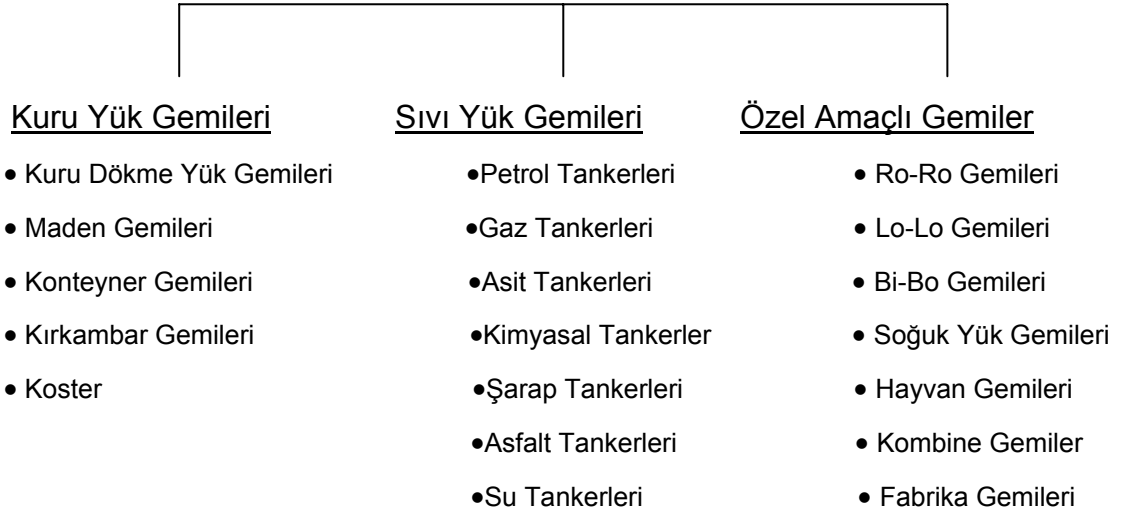 Kuru Yük Gemileri
• Kuru Dökme Yük Gemileri
• Maden Gemileri
• Konteyner Gemileri
• Kırkambar Gemileri
• Koster
Sıvı Yük Gemileri
•Petrol Tankerleri
•Gaz Tankerleri
•Asit Tankerleri
•Kimyasal Tankerler
•Şarap Tankerleri
•Asfalt Tankerleri
•Su Tankerleri
Özel Amaçlı Gemiler
• Ro-Ro Gemileri
• Lo-Lo Gemileri
• Bi-Bo Gemileri
• Soğuk Yük Gemileri
• Hayvan Gemileri
• Kombine Gemiler
• Fabrika Gemileri